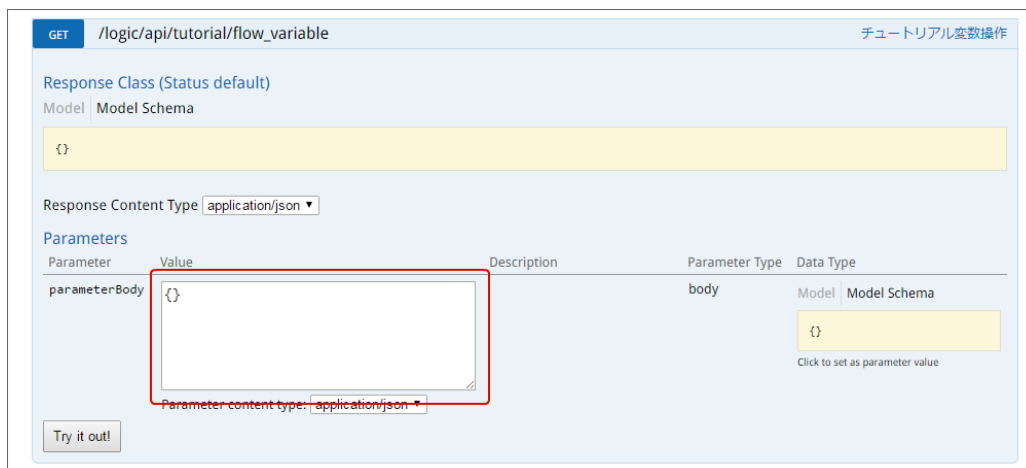 GET /logic/api/tutorial/flow_variable チュートリアル変数操作
Response Class (Status default)
Model Model Schema
{}
Response Content Type application/json
Parameters
Parameter Value Description Parameter Type Data Type
parameterBody {} body Model Model Schema
{}
Click to set as parameter value
Parameter content type: application/json
Try it out!